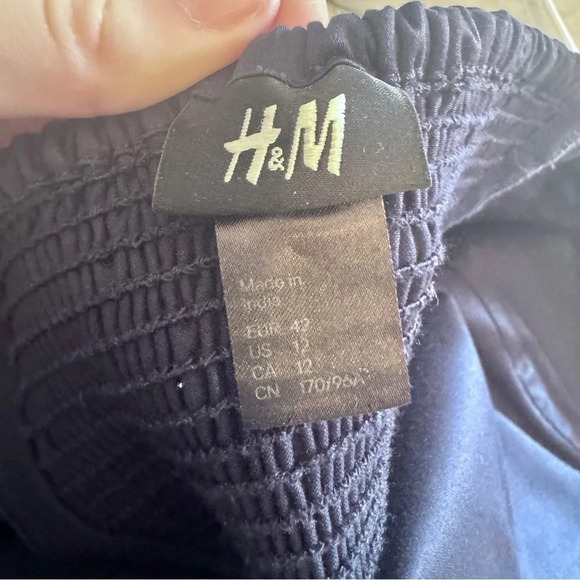 H&M
Made in
India
EUR 42
US 12
CA 12
CN 170/96A